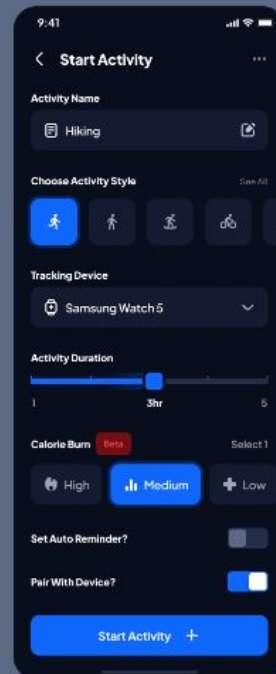 9:41
Start Activity
Activity Name
Hiking
Choose Activity Style See All
Tracking Device
Samsung Watch 5
Activity Duration
1 3hr 5
Calorie Burn Beta Select 1
High Medium Low
Set Auto Reminder?
Pair With Device?
Start Activity